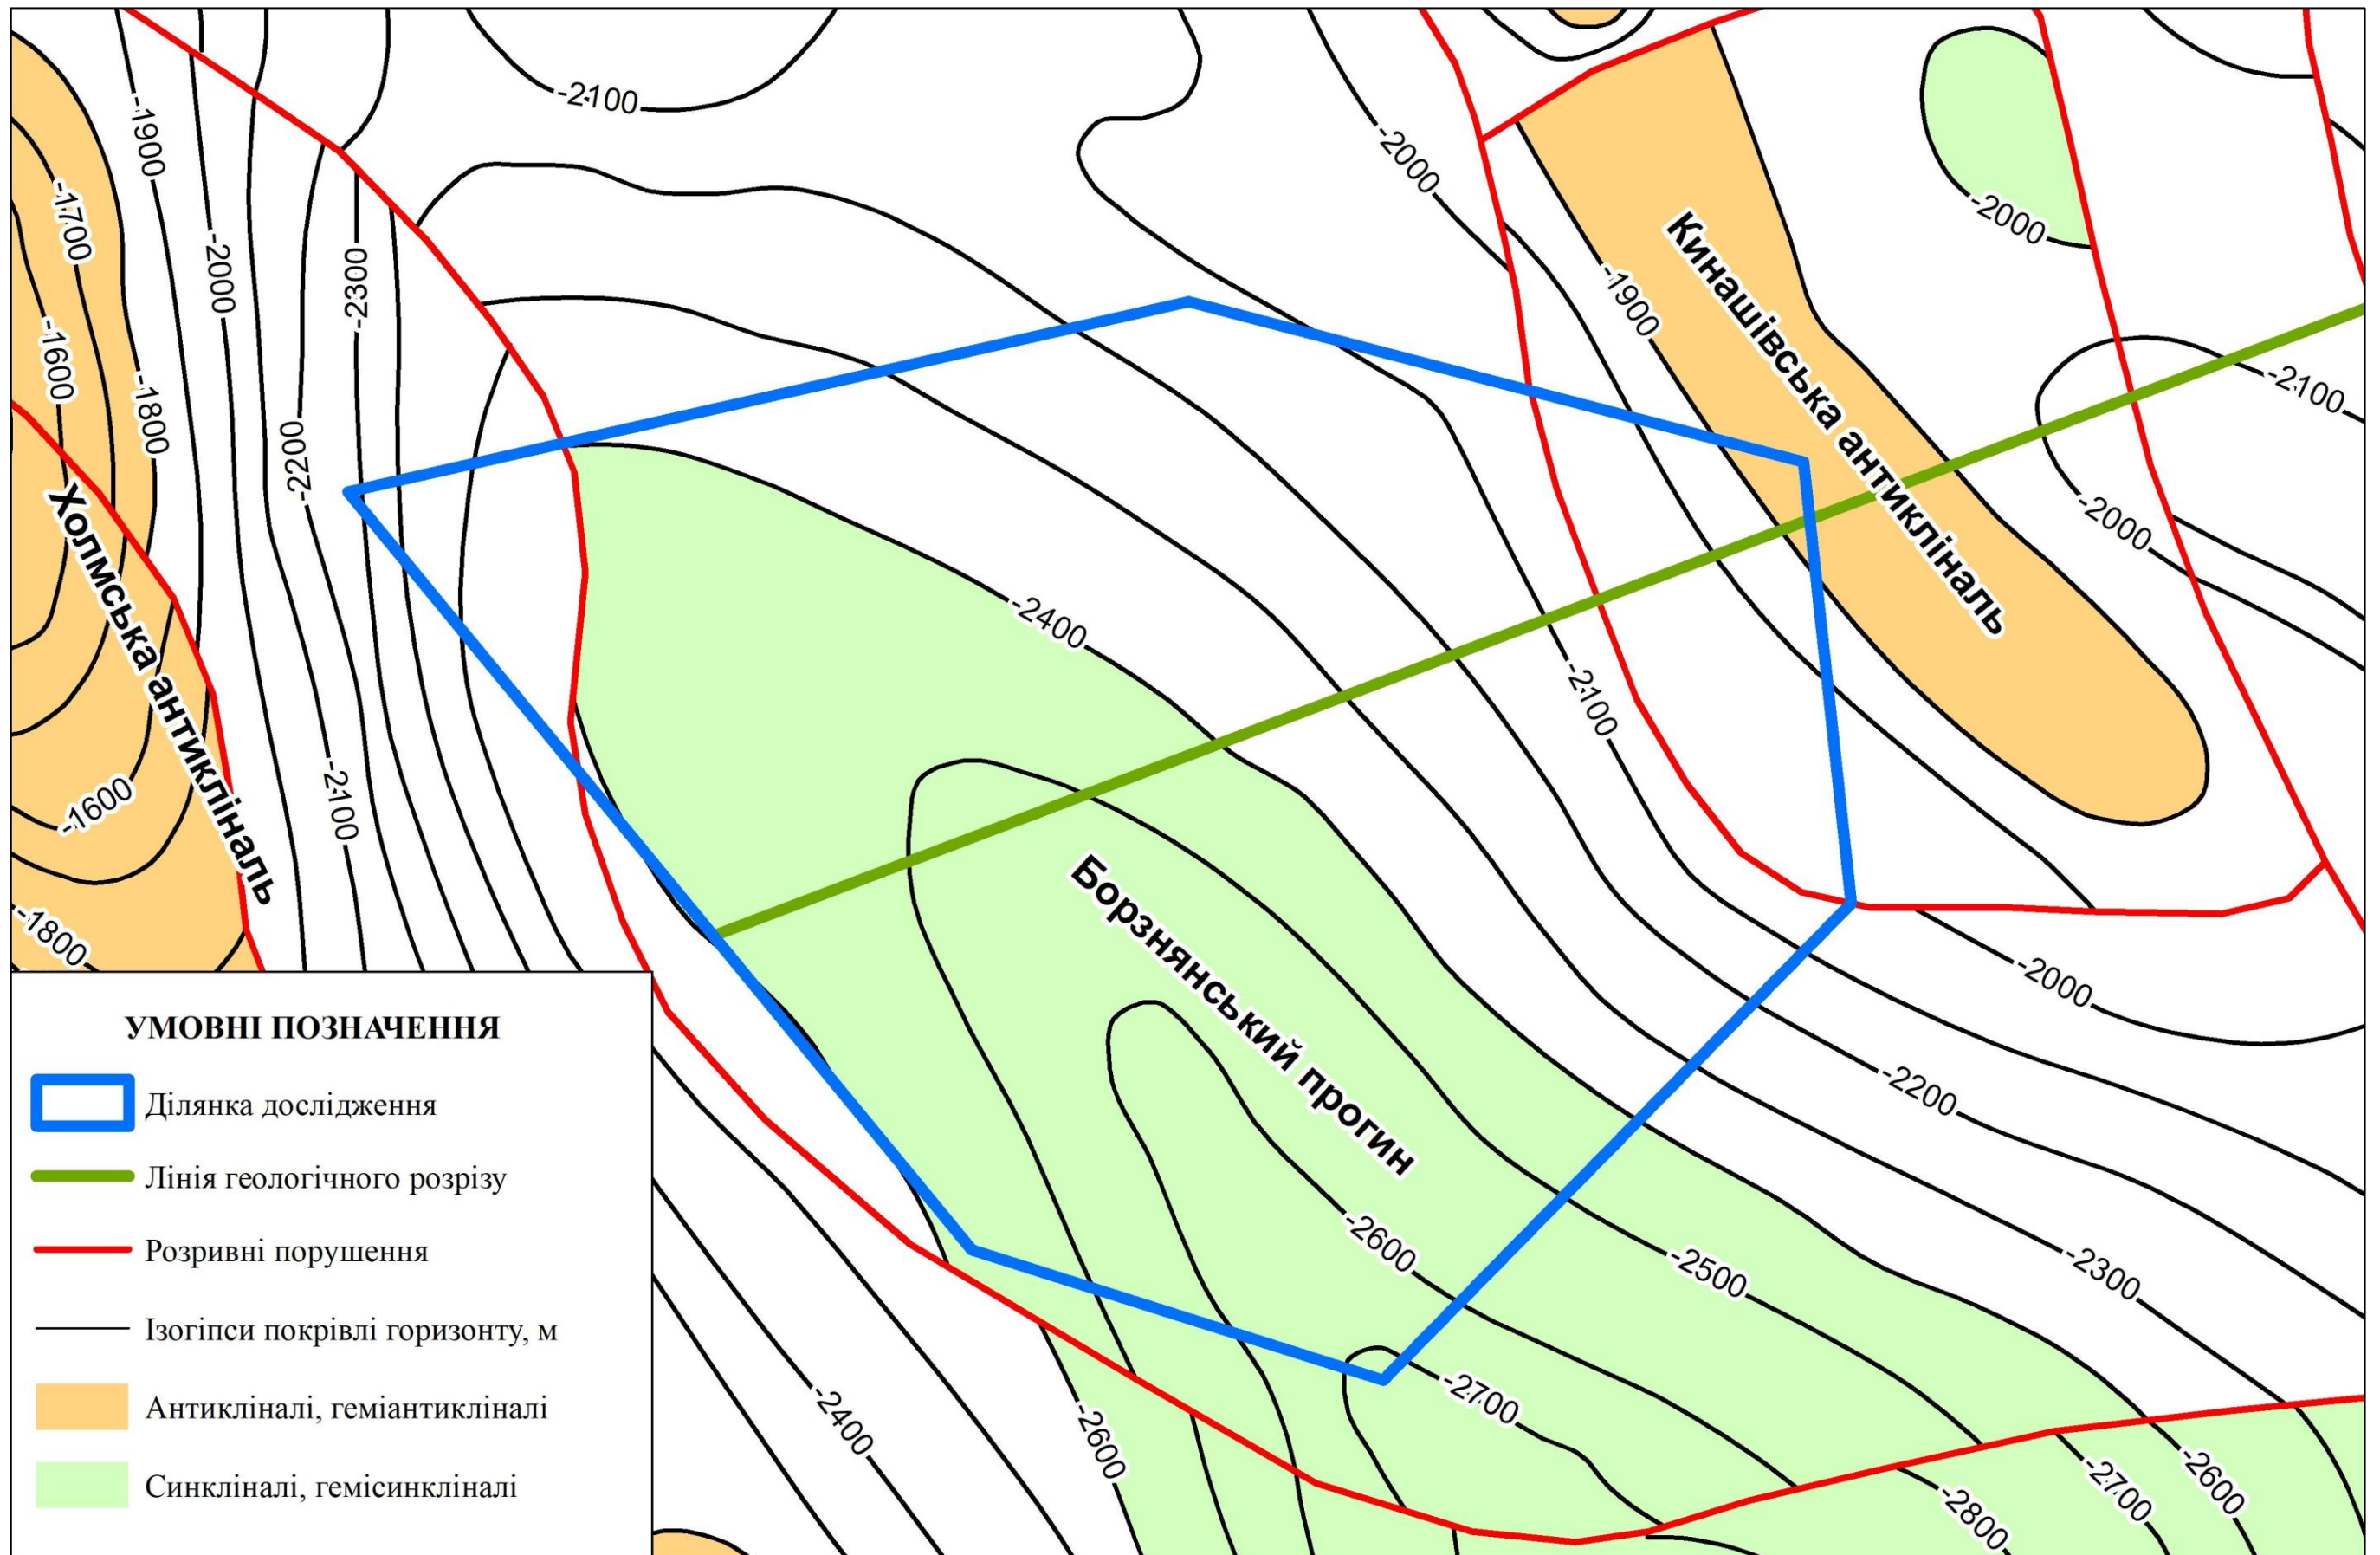 -2100
-1900
-2000
-1700
-2000
-2000
-2300
-1900
Кинашівська антикліналь
-1600
-1800
-2100
-2200
-2000
Холмська антикліналь
-2400
-2100
-1600
-2100
-1800
Борзнянський прогин
-2000
-2200
-2600
-2500
-2300
-2400
-2700
-2600
-2700
-2600
-2800
УМОВНІ ПОЗНАЧЕННЯ
Ділянка дослідження
Лінія геологічного розрізу
Розривні порушення
Ізогіпси покрівлі горизонту, м
Антикліналі, геміантикліналі
Синкліналі, гемісинкліналі